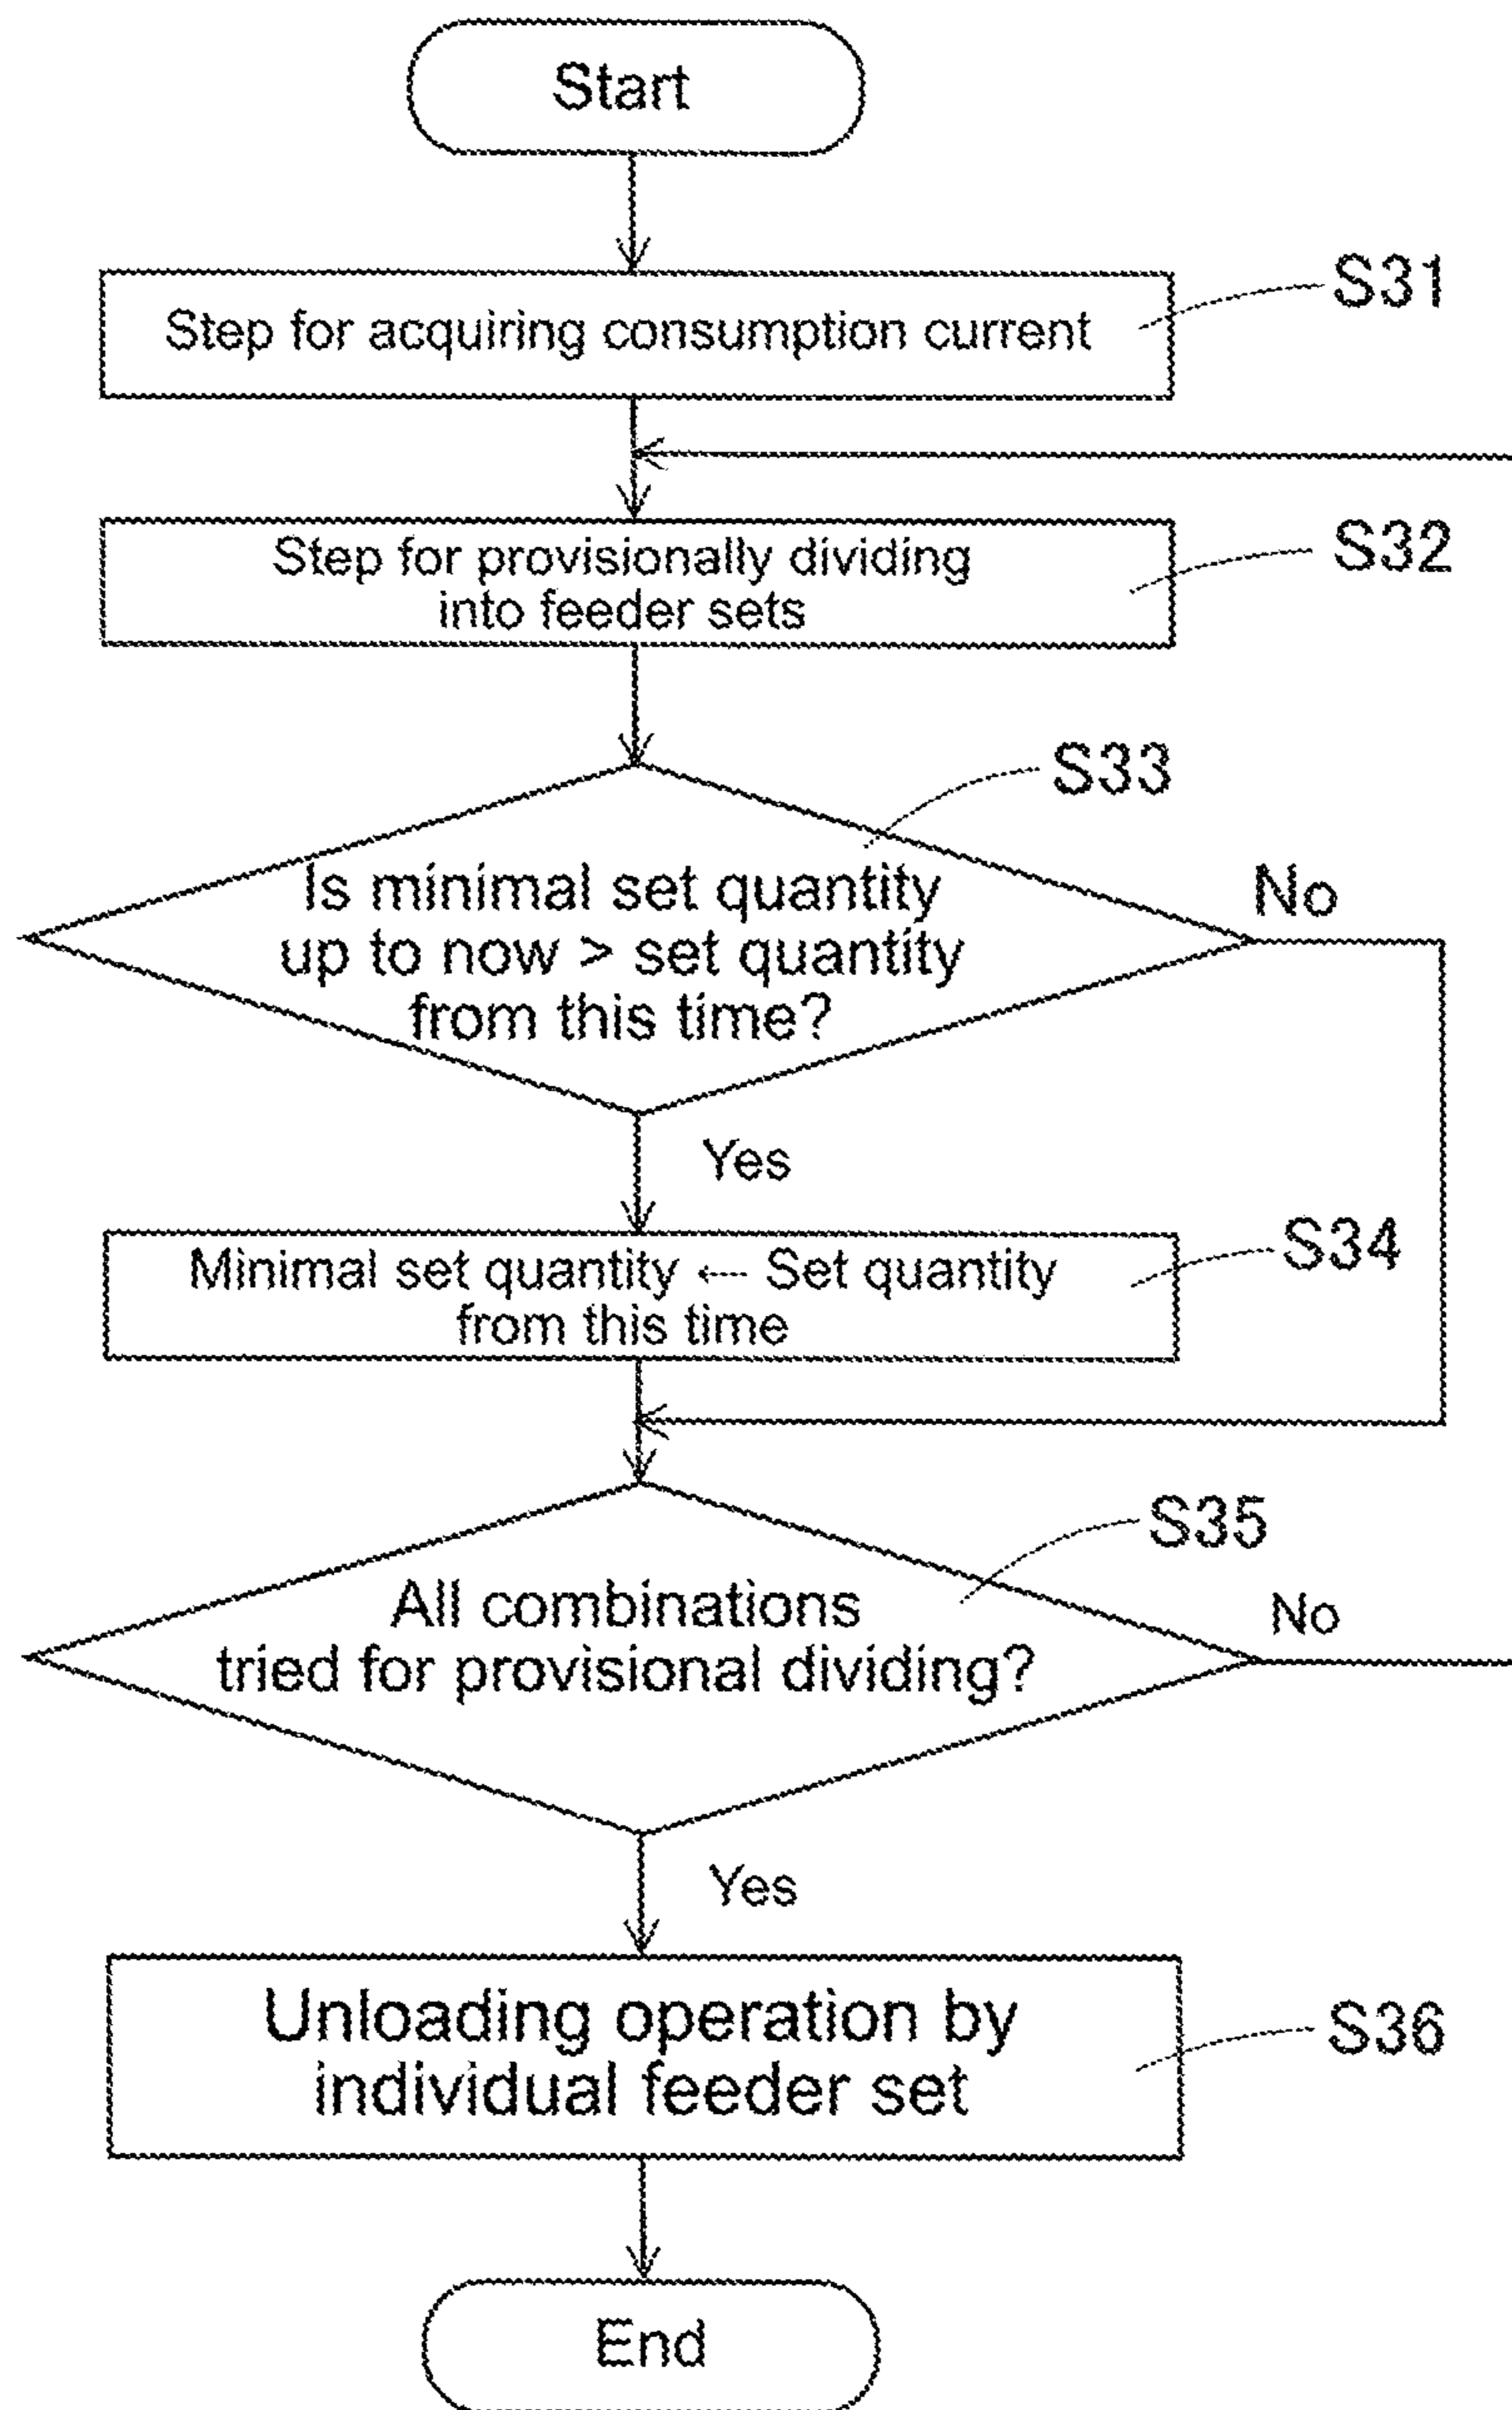 Start
Step for acquiring consumption current
S31
Step for provisionally dividing
into feeder sets
S32
S33
Is minimal set quantity
up to now > set quantity
from this time?
No
Yes
Minimal set quantity ← Set quantity
from this time
S34
S35
All combinations
tried for provisional dividing?
No
Yes
Unloading operation by
individual feeder set
S36
End